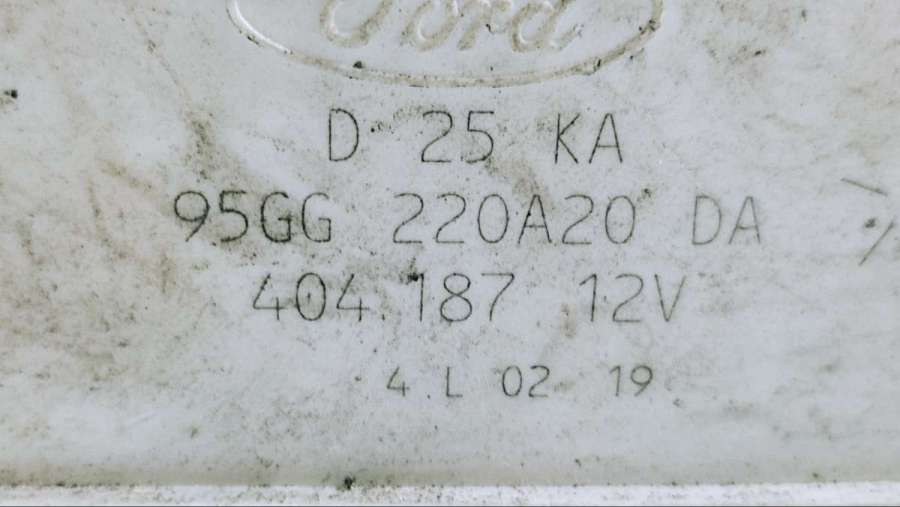 Ford
D 25 KA
95GG 220A20 DA
404.187 12V
4.L 02 19